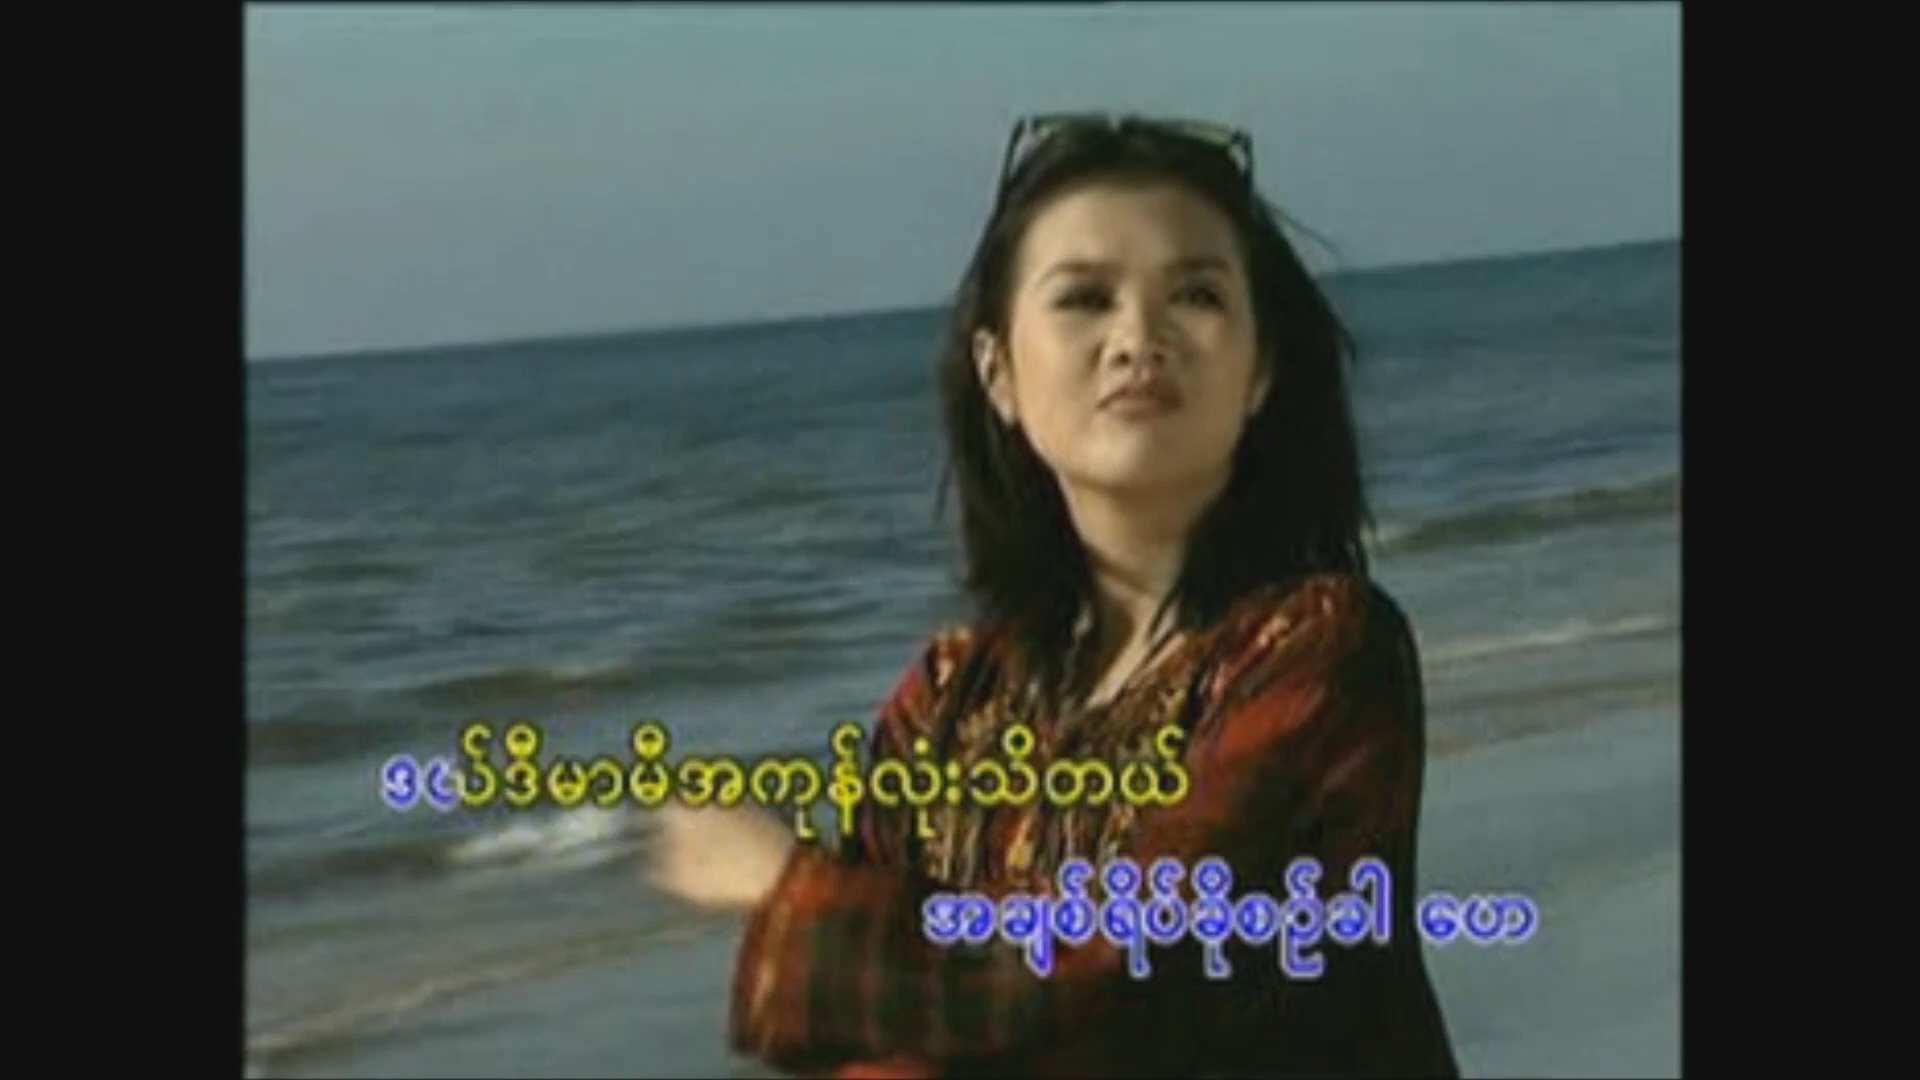 ဒယ်ဒီမာမီအကုန်လုံးသိတယ်
အချစ်ရိပ်ခိုစဉ်ခါ ဟော